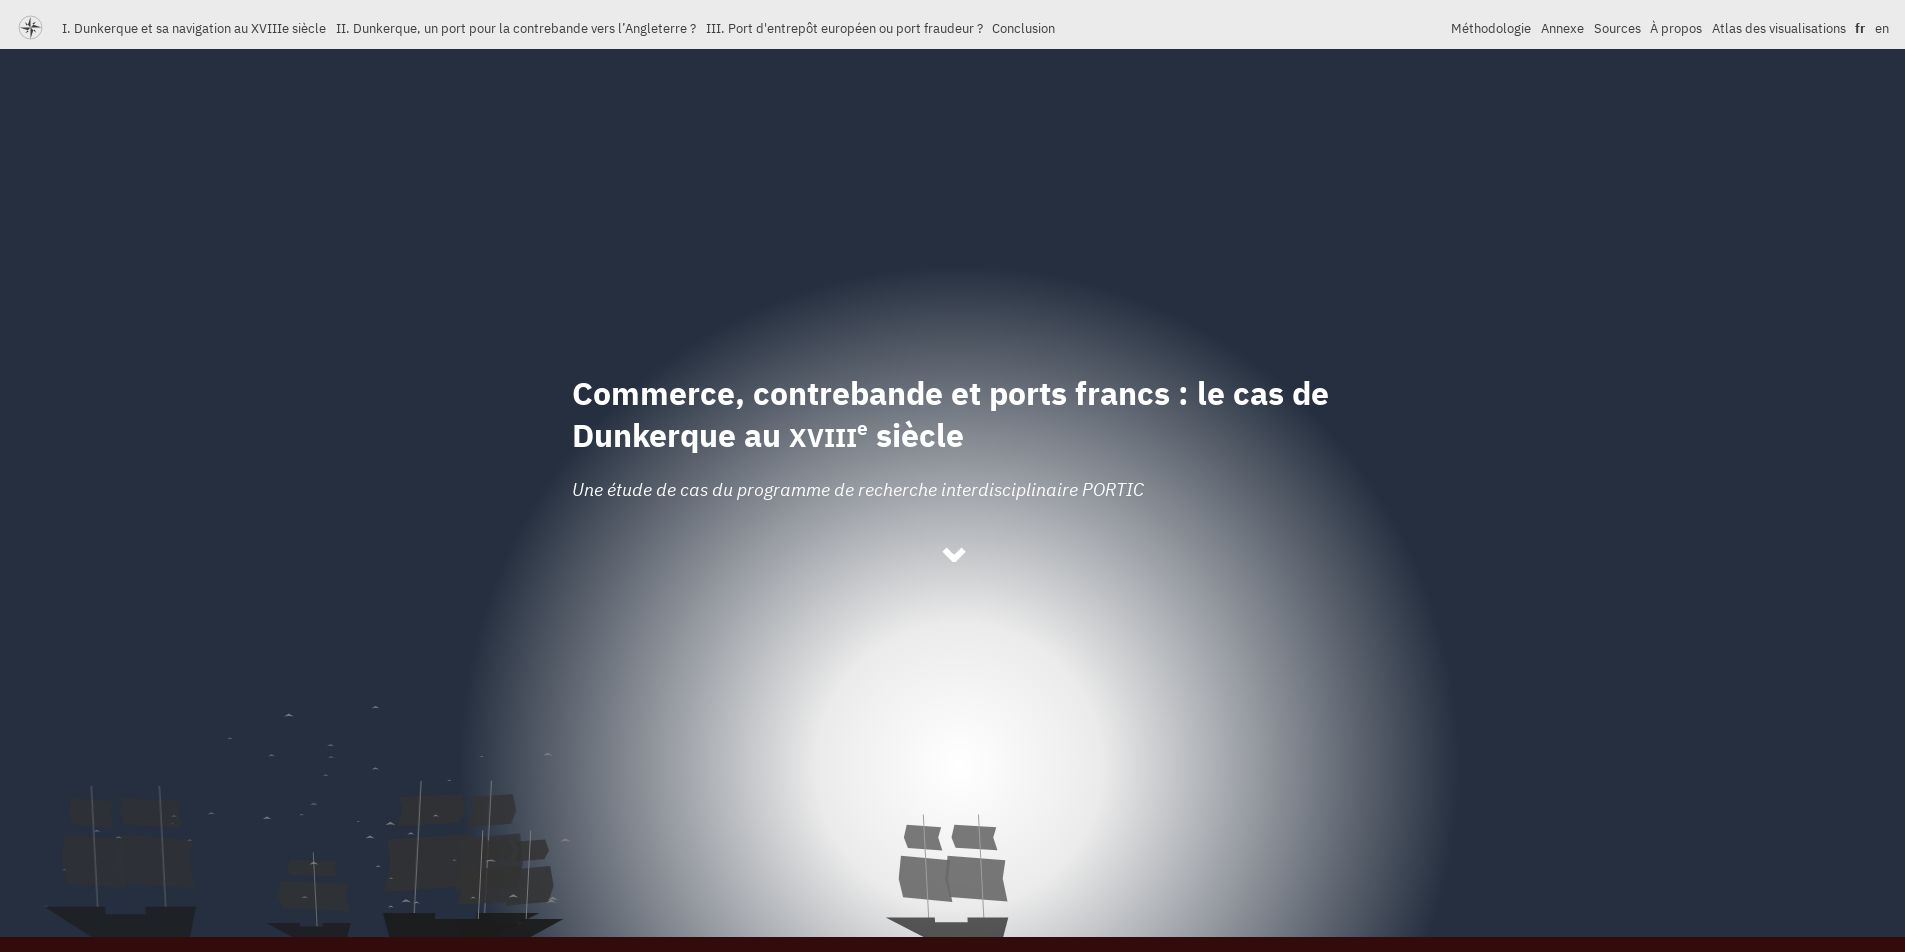 I. Dunkerque et sa navigation au XVIIIe siècle II. Dunkerque, un port pour la contrebande vers l’Angleterre ? III. Port d'entrepôt européen ou port fraudeur ? Conclusion Méthodologie Annexe Sources À propos Atlas des visualisations fr en
Commerce, contrebande et ports francs : le cas de
Dunkerque au XVIIIe siècle
Une étude de cas du programme de recherche interdisciplinaire PORTIC